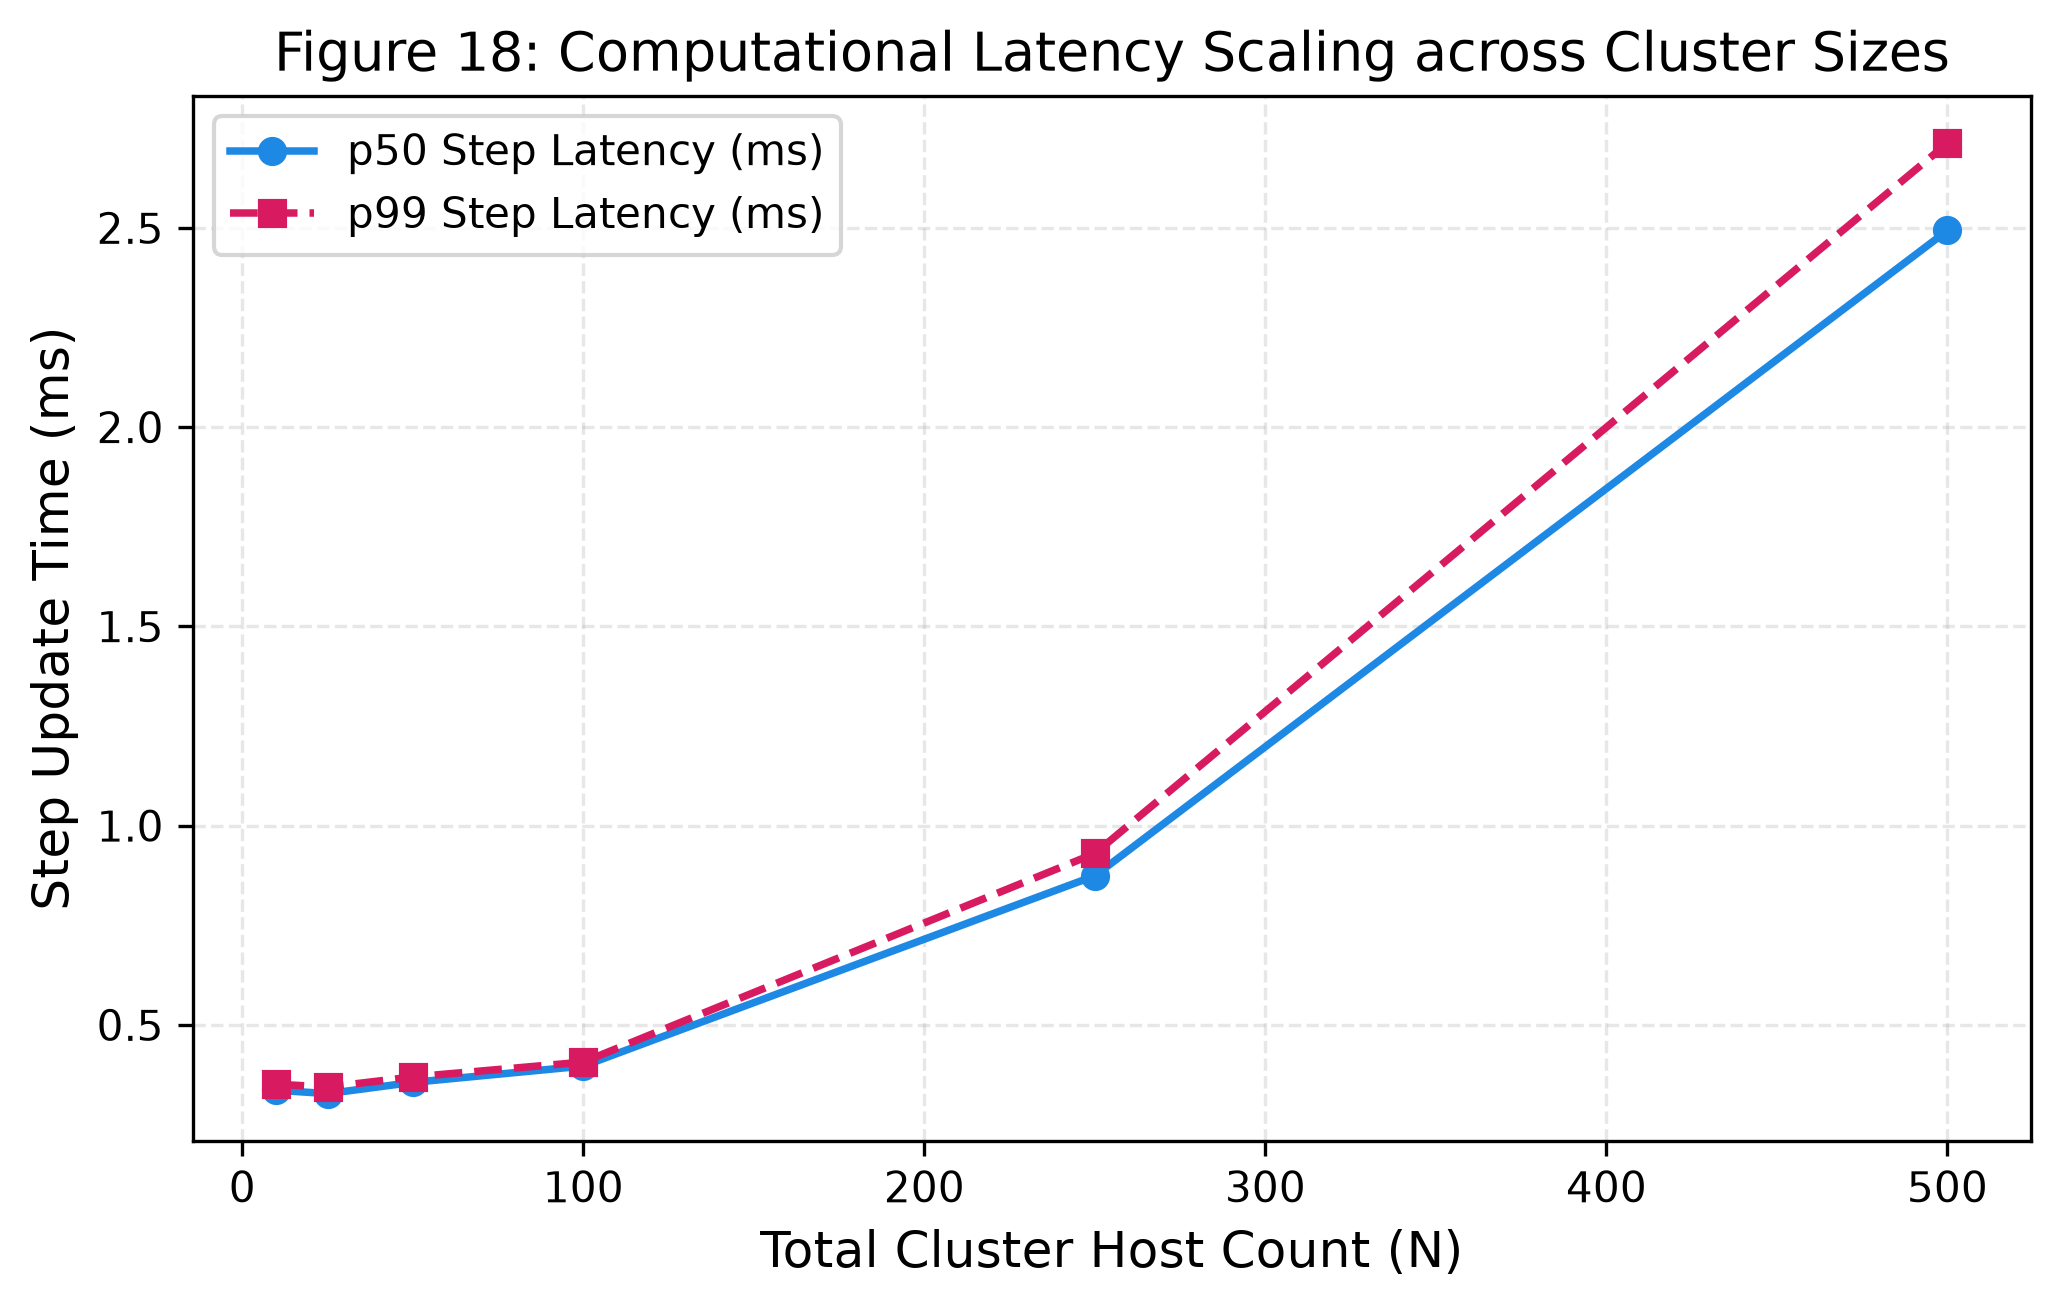 Figure 18: Computational Latency Scaling across Cluster Sizes
p50 Step Latency (ms)
p99 Step Latency (ms)
Step Update Time (ms)
2.5
2.0
1.5
1.0
0.5
0 100 200 300 400 500
Total Cluster Host Count (N)